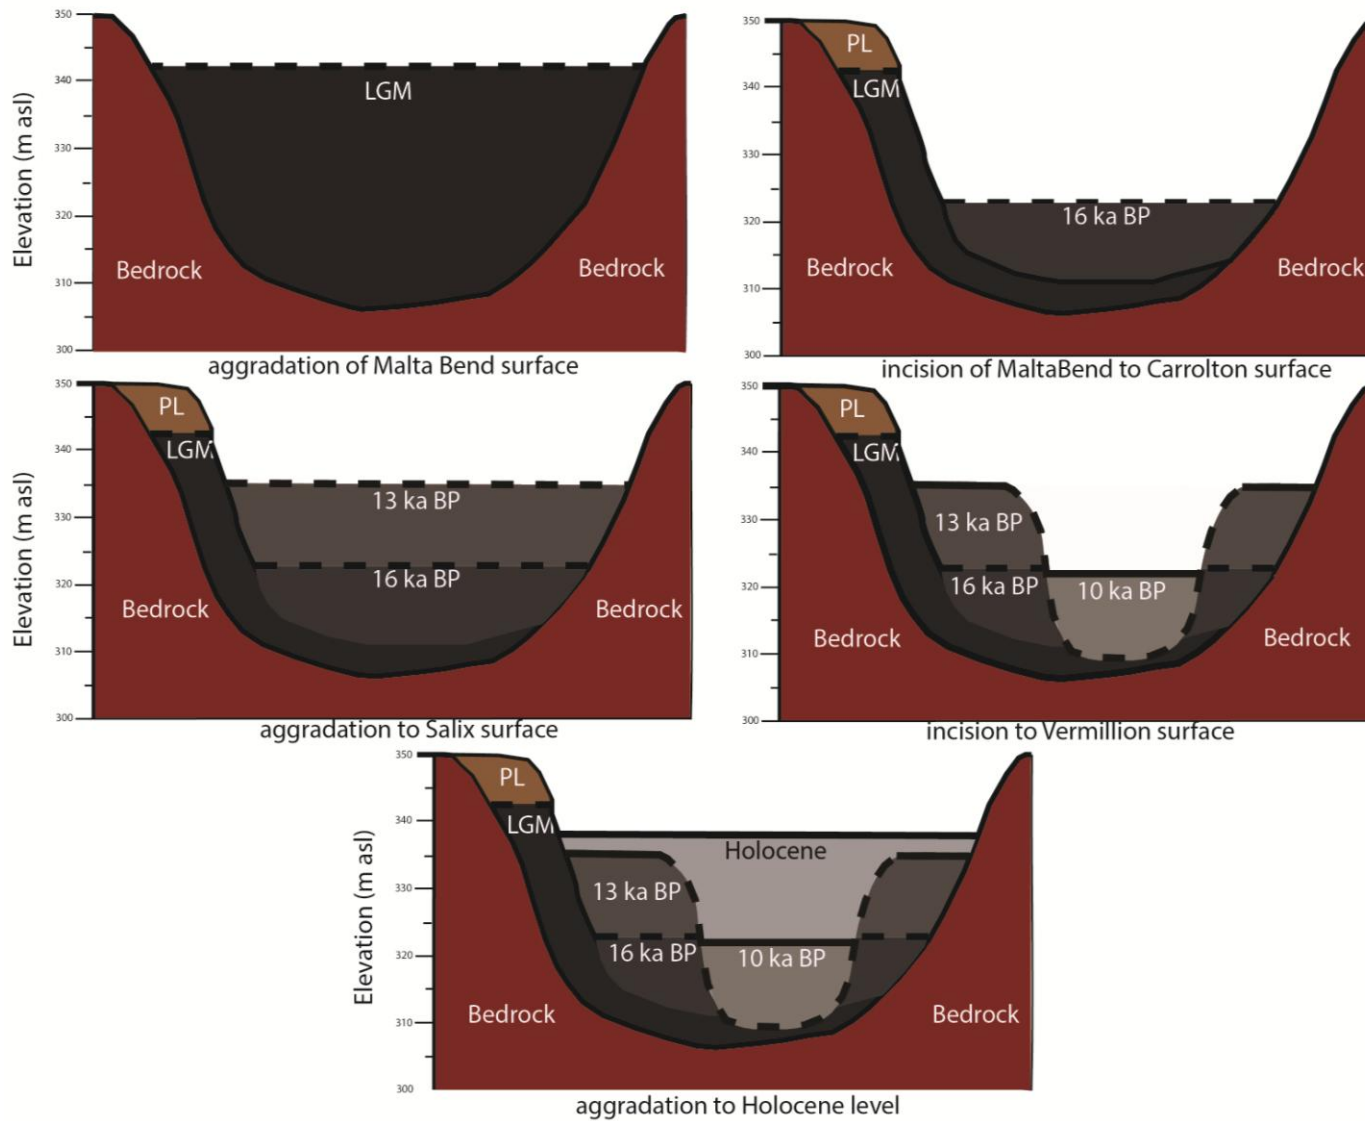 350
340
330
320
310
300
Elevation (m asl)
LGM
Bedrock
Bedrock
aggradation of Malta Bend surface
350
340
330
320
310
300
PL
LGM
16 ka BP
Bedrock
Bedrock
incision of MaltaBend to Carrolton surface
350
340
330
320
310
300
Elevation (m asl)
PL
LGM
13 ka BP
16 ka BP
Bedrock
Bedrock
aggradation to Salix surface
350
340
330
320
310
300
PL
LGM
13 ka BP
16 ka BP
10 ka BP
Bedrock
Bedrock
incision to Vermillion surface
350
340
330
320
310
300
Elevation (m asl)
PL
LGM
Holocene
13 ka BP
16 ka BP
10 ka BP
Bedrock
Bedrock
aggradation to Holocene level